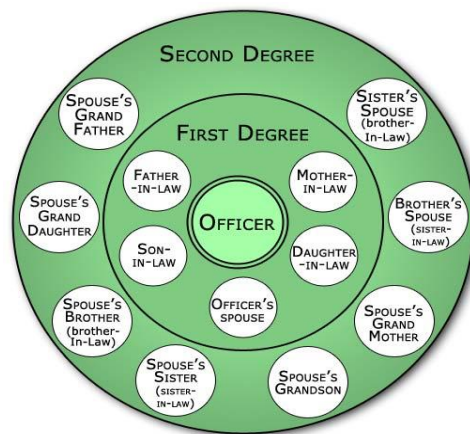 SECOND DEGREE
SPOUSE'S
GRAND
FATHER
SISTER'S
SPOUSE
(brother-
In-Law)
FIRST DEGREE
FATHER
-IN-LAW
MOTHER-
IN-LAW
SPOUSE'S
GRAND
DAUGHTER
OFFICER
BROTHER'S
SPOUSE
(SISTER-
IN-LAW)
SON-
IN-LAW
DAUGHTER
-IN-LAW
SPOUSE'S
BROTHER
(brother-
In-Law)
OFFICER'S
SPOUSE
SPOUSE'S
GRAND
MOTHER
SPOUSE'S
SISTER
(SISTER-
IN-LAW)
SPOUSE'S
GRANDSON